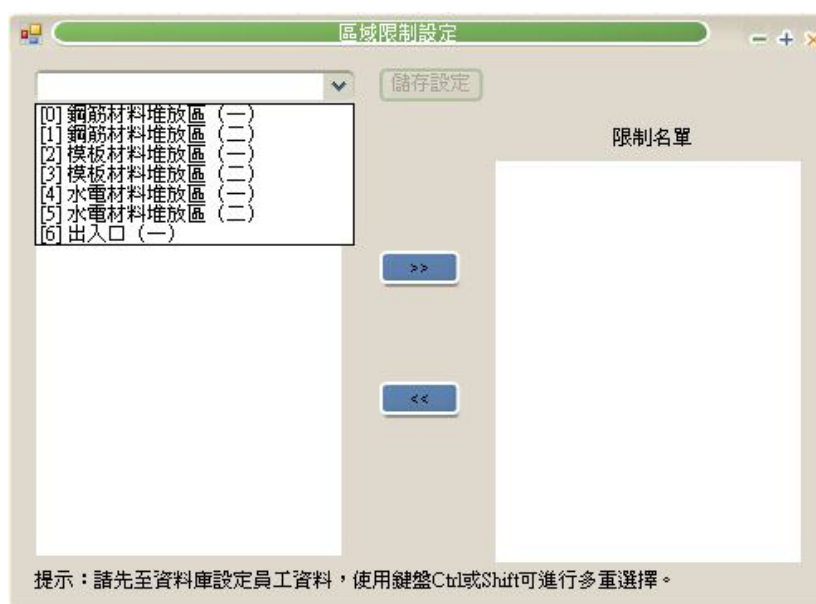 區域限制設定
儲存設定
[0] 鋼筋材料堆放區（一）
[1] 鋼筋材料堆放區（二）
[2] 模板材料堆放區（一）
[3] 模板材料堆放區（二）
[4] 水電材料堆放區（一）
[5] 水電材料堆放區（二）
[6] 出入口（一）
限制名單
>>
<<
提示：請先至資料庫設定員工資料，使用鍵盤Ctrl或Shift可進行多重選擇。